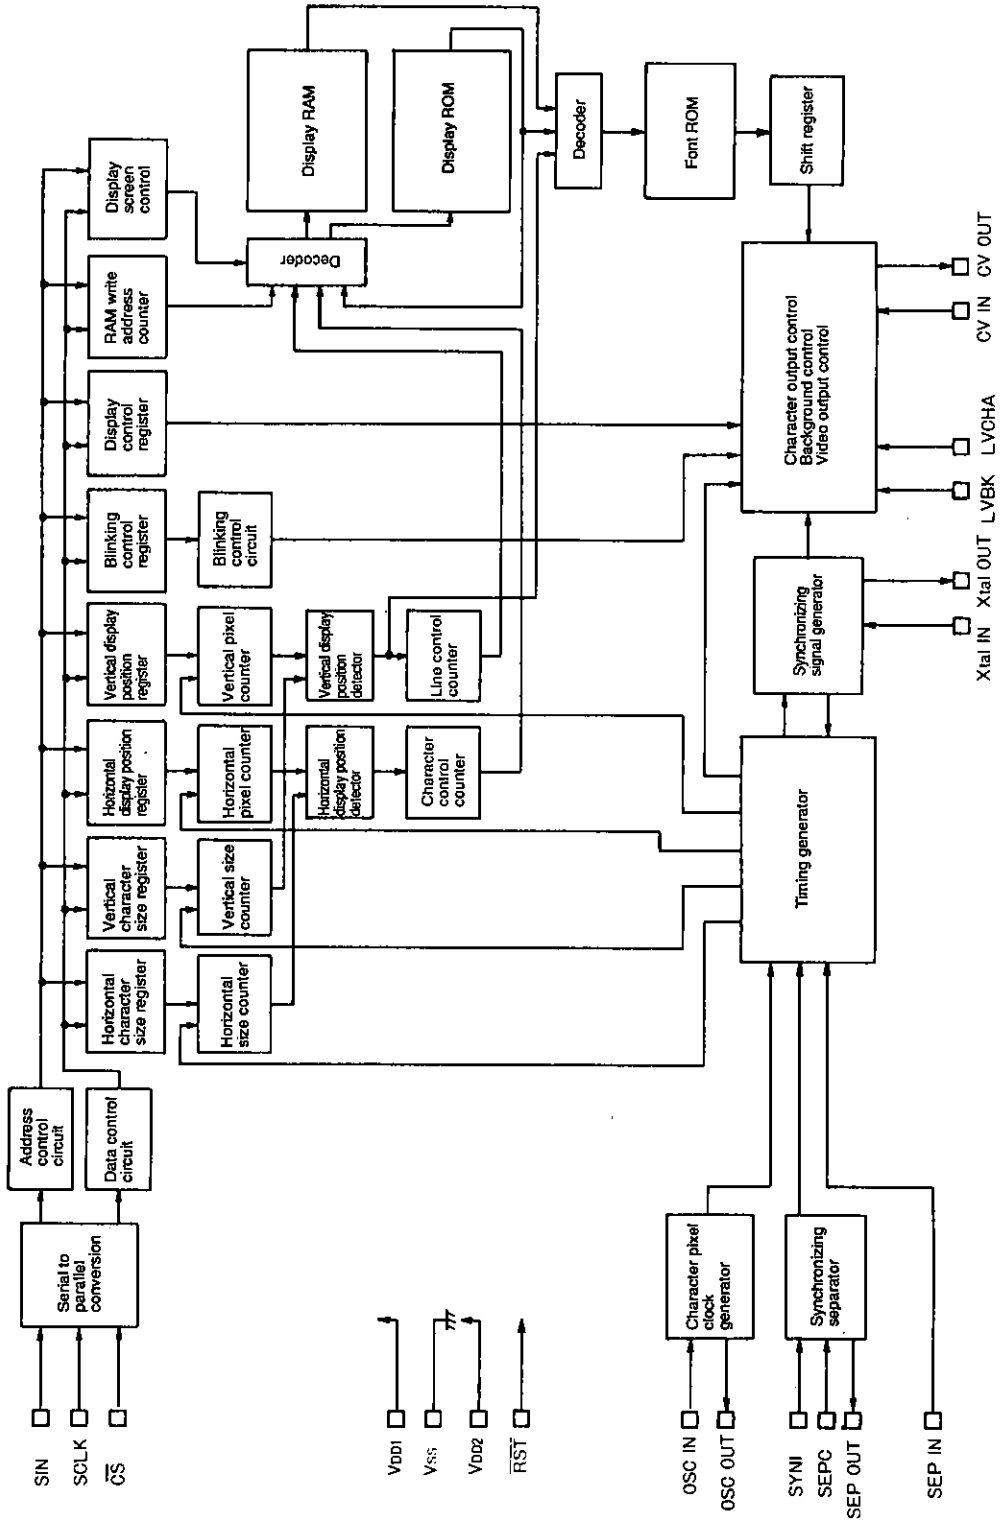 SIN
SCLK
CS
Serial to
parallel
conversion
Address
control
circuit
Data control
circuit
Horizontal
character
size register
Vertical
character
size register
Horizontal
display position
register
Vertical display
position
register
Blinking
control
register
Display
control
register
RAM write
address
counter
Display
screen
control
Horizontal
size counter
Vertical size
counter
Horizontal
pixel counter
Vertical pixel
counter
Blinking
control
circuit
Decoder
Display RAM
Horizontal
display position
detector
Vertical display
position
detector
Character
control
counter
LIne control
counter
Display ROM
VDD1
VSS
VDD2
RST
Decoder
Font ROM
Shift register
OSC IN
OSC OUT
Character pixel
clock
generator
SYNI
SEPC
SEP OUT
Synchronizing
separator
SEP IN
Timing generator
Synchronizing
signal generator
Character output control
Background control
Video output control
Xtal IN
Xtal OUT
LVBK
LVCHA
CV IN
CV OUT